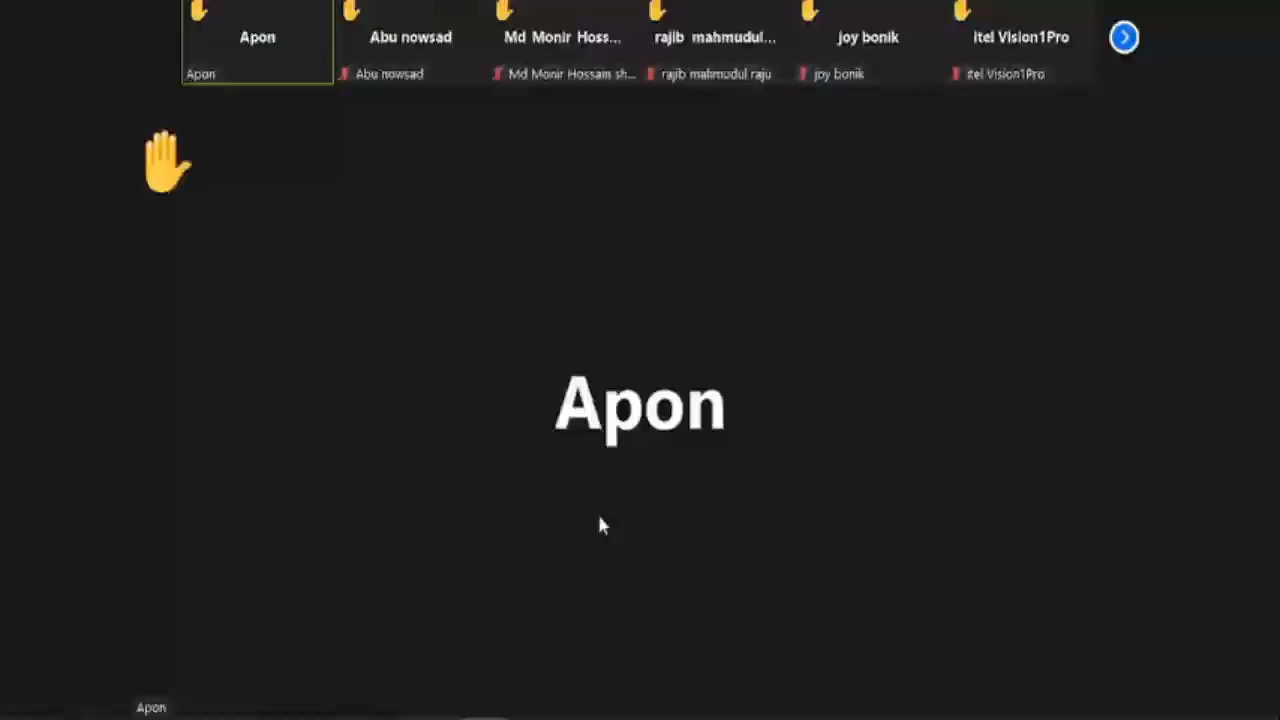 Apon
Abu nowsad
Md Monir Hoss...
rajib mahmudul...
joy bonik
itel Vision1Pro
Apon
Abu nowsad
Md Monir Hossain sh...
rajib mahmudul raju
joy bonik
itel Vision1Pro
Apon
Apon